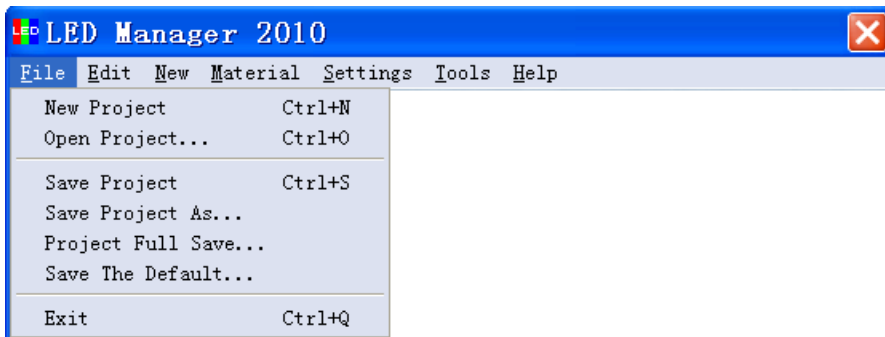 LED LED Manager 2010
File Edit New Material Settings Tools Help
New Project Ctrl+N
Open Project... Ctrl+O
Save Project Ctrl+S
Save Project As...
Project Full Save...
Save The Default...
Exit Ctrl+Q